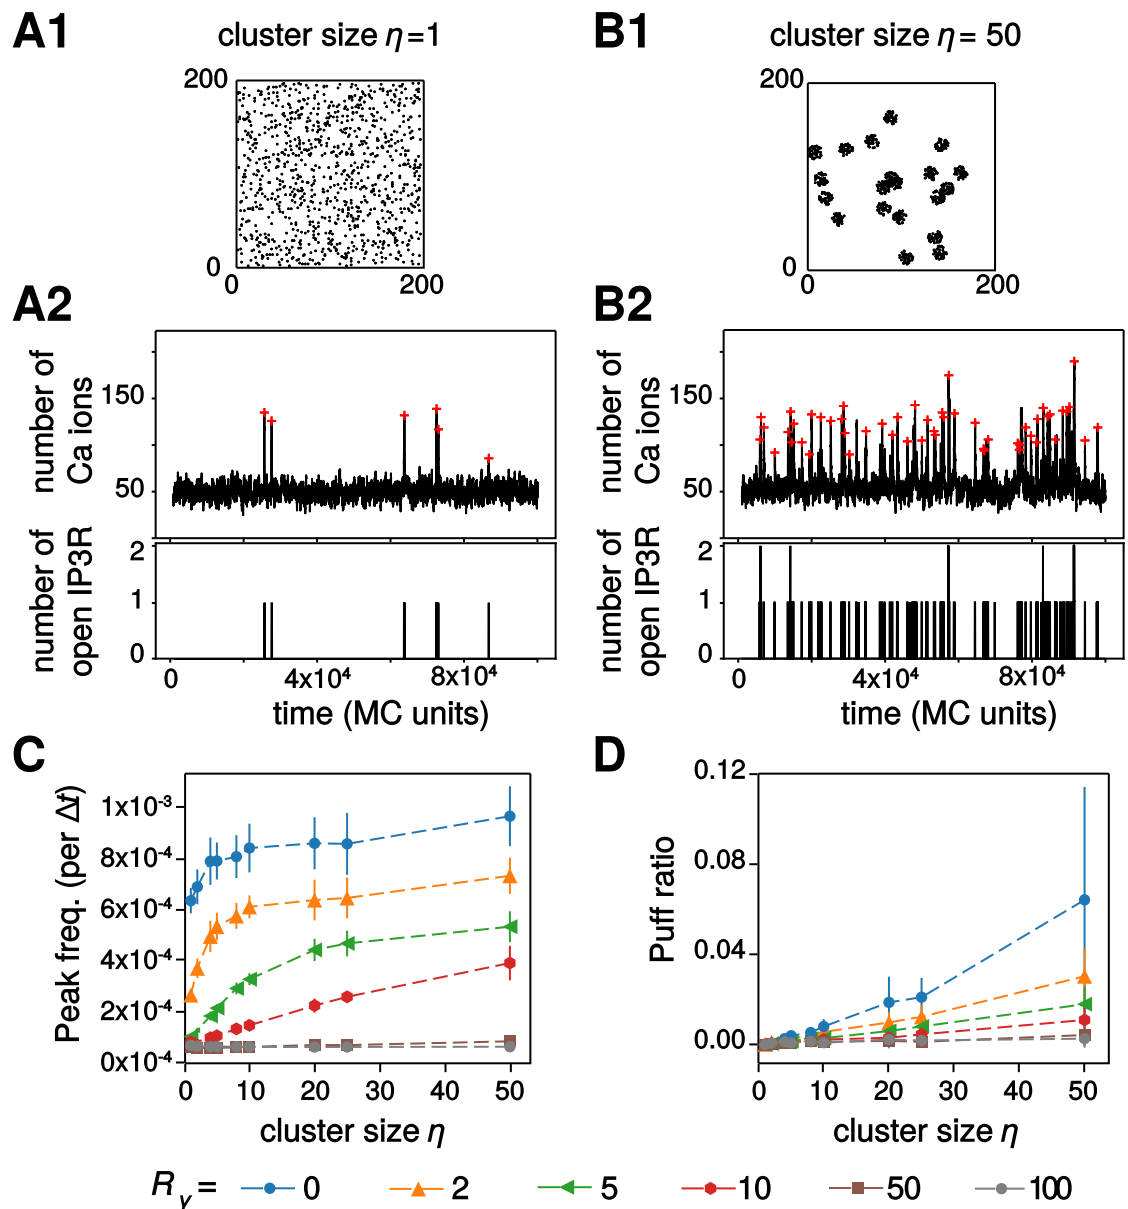 A1
cluster size η=1
B1
cluster size η= 50
200
0
0
200
200
0
0
200
A2
number of
Ca ions
150
50
number of
open IP3R
2
1
0
0
4x10⁴
8x10⁴
time (MC units)
B2
number of
Ca ions
150
50
number of
open IP3R
2
1
0
0
4x10⁴
8x10⁴
time (MC units)
C
Peak freq. (per Δt)
1x10⁻³
8x10⁻⁴
6x10⁻⁴
4x10⁻⁴
2x10⁻⁴
0x10⁻⁴
0 10 20 30 40 50
cluster size η
D
Puff ratio
0.12
0.08
0.04
0.00
0 10 20 30 40 50
cluster size η
Rγ = 0 2 5 10 50 100